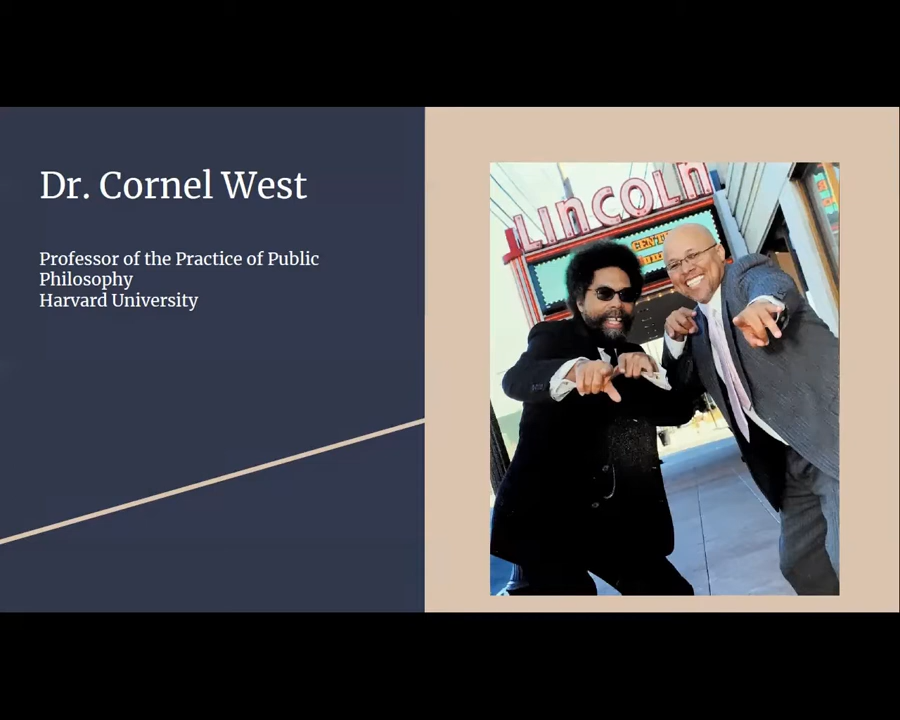 Dr. Cornel West
Professor of the Practice of Public
Philosophy
Harvard University
LINCOLN